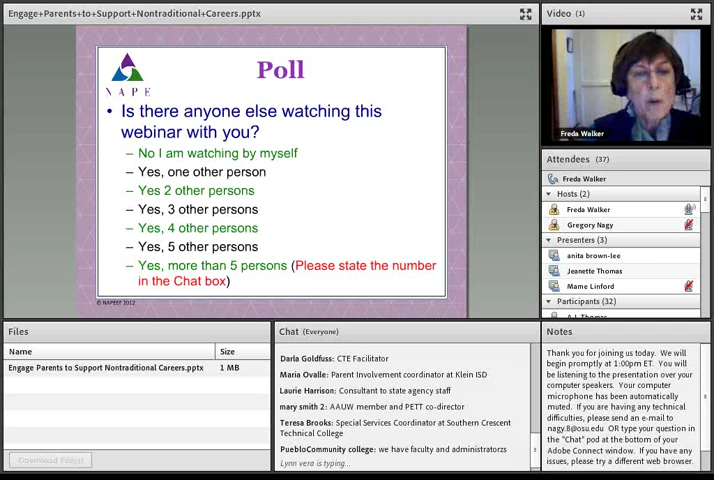 Engage+Parents+to+Support+Nontraditional+Careers.pptx
NAPE
Poll
• Is there anyone else watching this
webinar with you?
– No I am watching by myself
– Yes, one other person
– Yes 2 other persons
– Yes, 3 other persons
– Yes, 4 other persons
– Yes, 5 other persons
– Yes, more than 5 persons (Please state the number
in the Chat box)
© NAPEEF 2012
Video (1)
Freda Walker
Attendees (37)
Freda Walker
Hosts (2)
Freda Walker
Gregory Nagy
Presenters (3)
anita brown-lee
Jeanette Thomas
Mame Linford
Participants (32)
A.J. Thomas
Files
Name Size
Engage Parents to Support Nontraditional Careers.pptx 1 MB
Download File(s)
Chat (Everyone)
Darla Goldfuss: CTE Facilitator
Maria Ovalle: Parent Involvement coordinator at Klein ISD
Laurie Harrison: Consultant to state agency staff
mary smith 2: AAUW member and PETT co-director
Teresa Brooks: Special Services Coordinator at Southern Crescent
Technical College
PuebloCommunity college: we have faculty and administratorzs
Lynn vera is typing...
Notes
Thank you for joining us today. We will
begin promptly at 1:00pm ET. You will
be listening to the presentation over your
computer speakers. Your computer
microphone has been automatically
muted. If you are having any technical
difficulties, please send an e-mail to
nagy.8@osu.edu OR type your question in
the "Chat" pod at the bottom of your
Adobe Connect window. If you have any
issues, please try a different web browser.